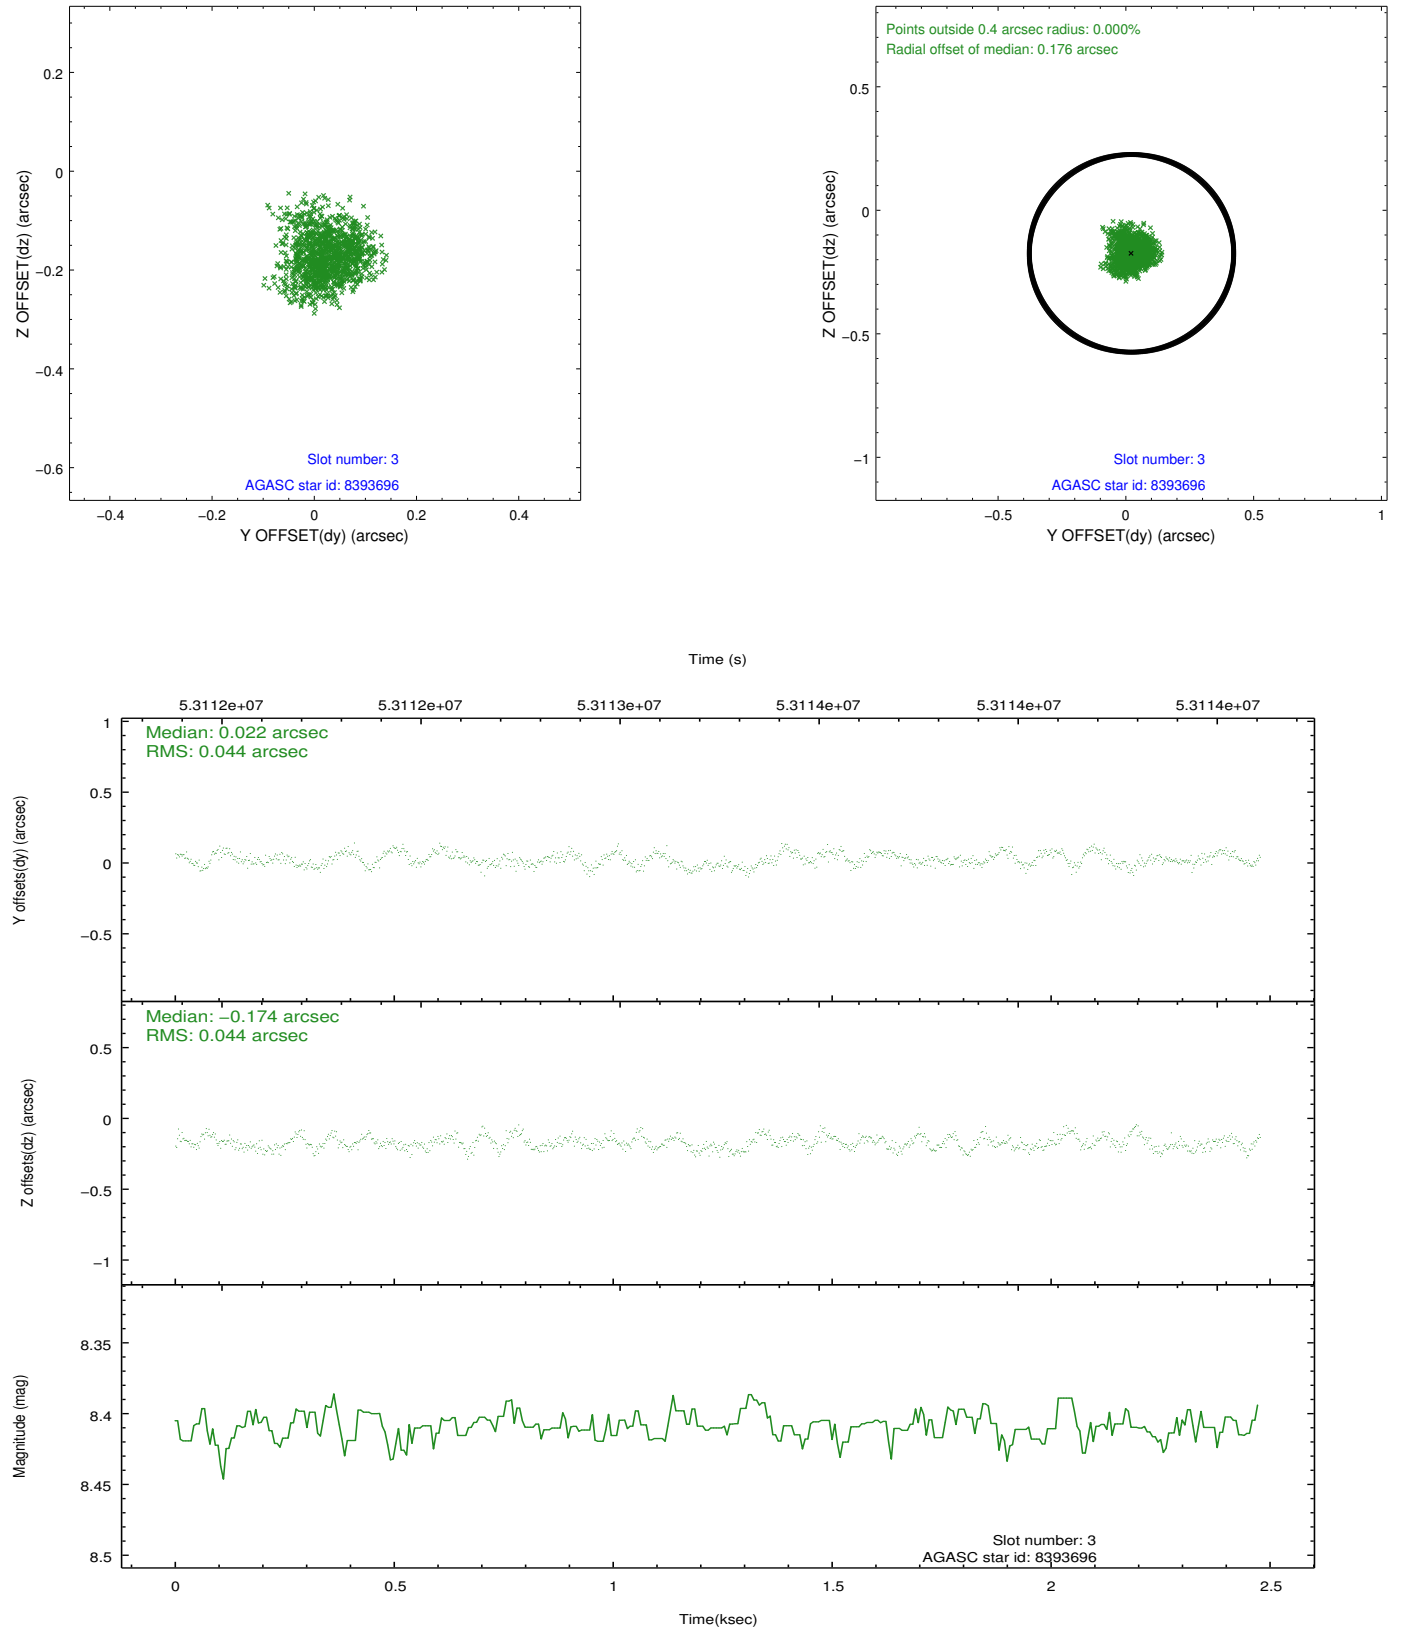 0.2
0
−0.2
−0.4
−0.6
Z OFFSET(dz) (arcsec)
Slot number: 3
AGASC star id: 8393696
−0.4 −0.2 0 0.2 0.4
Y OFFSET(dy) (arcsec)
Points outside 0.4 arcsec radius: 0.000%
Radial offset of median: 0.176 arcsec
0.5
0
−0.5
−1
Z OFFSET(dz) (arcsec)
Slot number: 3
AGASC star id: 8393696
−0.5 0 0.5 1
Y OFFSET(dy) (arcsec)
Time (s)
5.3112e+07 5.3112e+07 5.3113e+07 5.3114e+07 5.3114e+07 5.3114e+07
Median: 0.022 arcsec
RMS: 0.044 arcsec
1
0.5
0
−0.5
Y offsets(dy) (arcsec)
Median: −0.174 arcsec
RMS: 0.044 arcsec
0.5
0
−0.5
−1
Z offsets(dz) (arcsec)
8.35
8.4
8.45
8.5
Magnitude (mag)
Slot number: 3
AGASC star id: 8393696
0 0.5 1 1.5 2 2.5
Time(ksec)